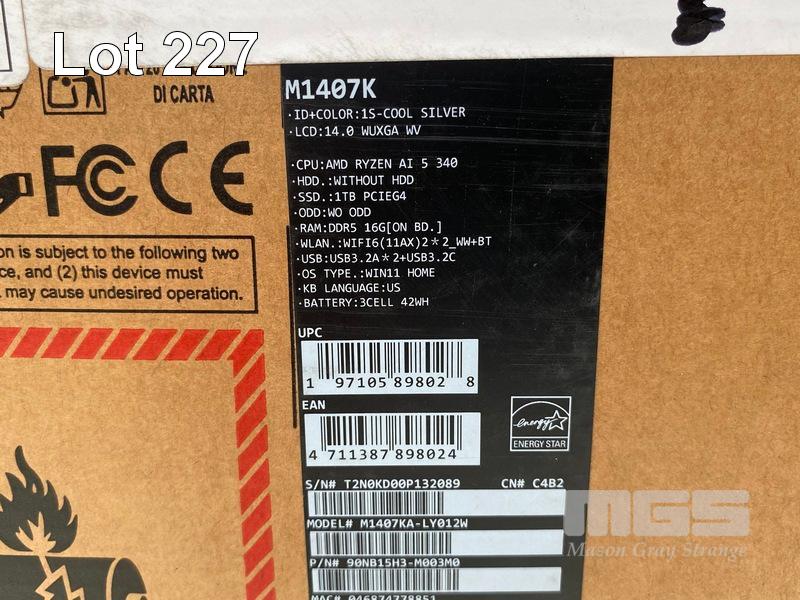 Lot 227
DI CARTA
M1407K
·ID+COLOR:1S-COOL SILVER
·LCD:14.0 WUXGA WV
·CPU:AMD RYZEN AI 5 340
·HDD.:WITHOUT HDD
·SSD.:1TB PCIEG4
·ODD:WO ODD
·RAM:DDR5 16G[ON BD.]
·WLAN.:WIFI6(11AX)2*2_WW+BT
·USB:USB3.2A*2+USB3.2C
·OS TYPE.:WIN11 HOME
·KB LANGUAGE:US
·BATTERY:3CELL 42WH
FC CE
on is subject to the following two
ce, and (2) this device must
may cause undesired operation.
UPC
1 97105 89802 8
EAN
4 711387 898024
energy
ENERGY STAR
S/N# T2N0KD00P132089 CN# C4B2
MODEL# M1407KA-LY012W
P/N# 90NB15H3-M003M0
MAC# 046874778851
MGS
Mason Gray Strange